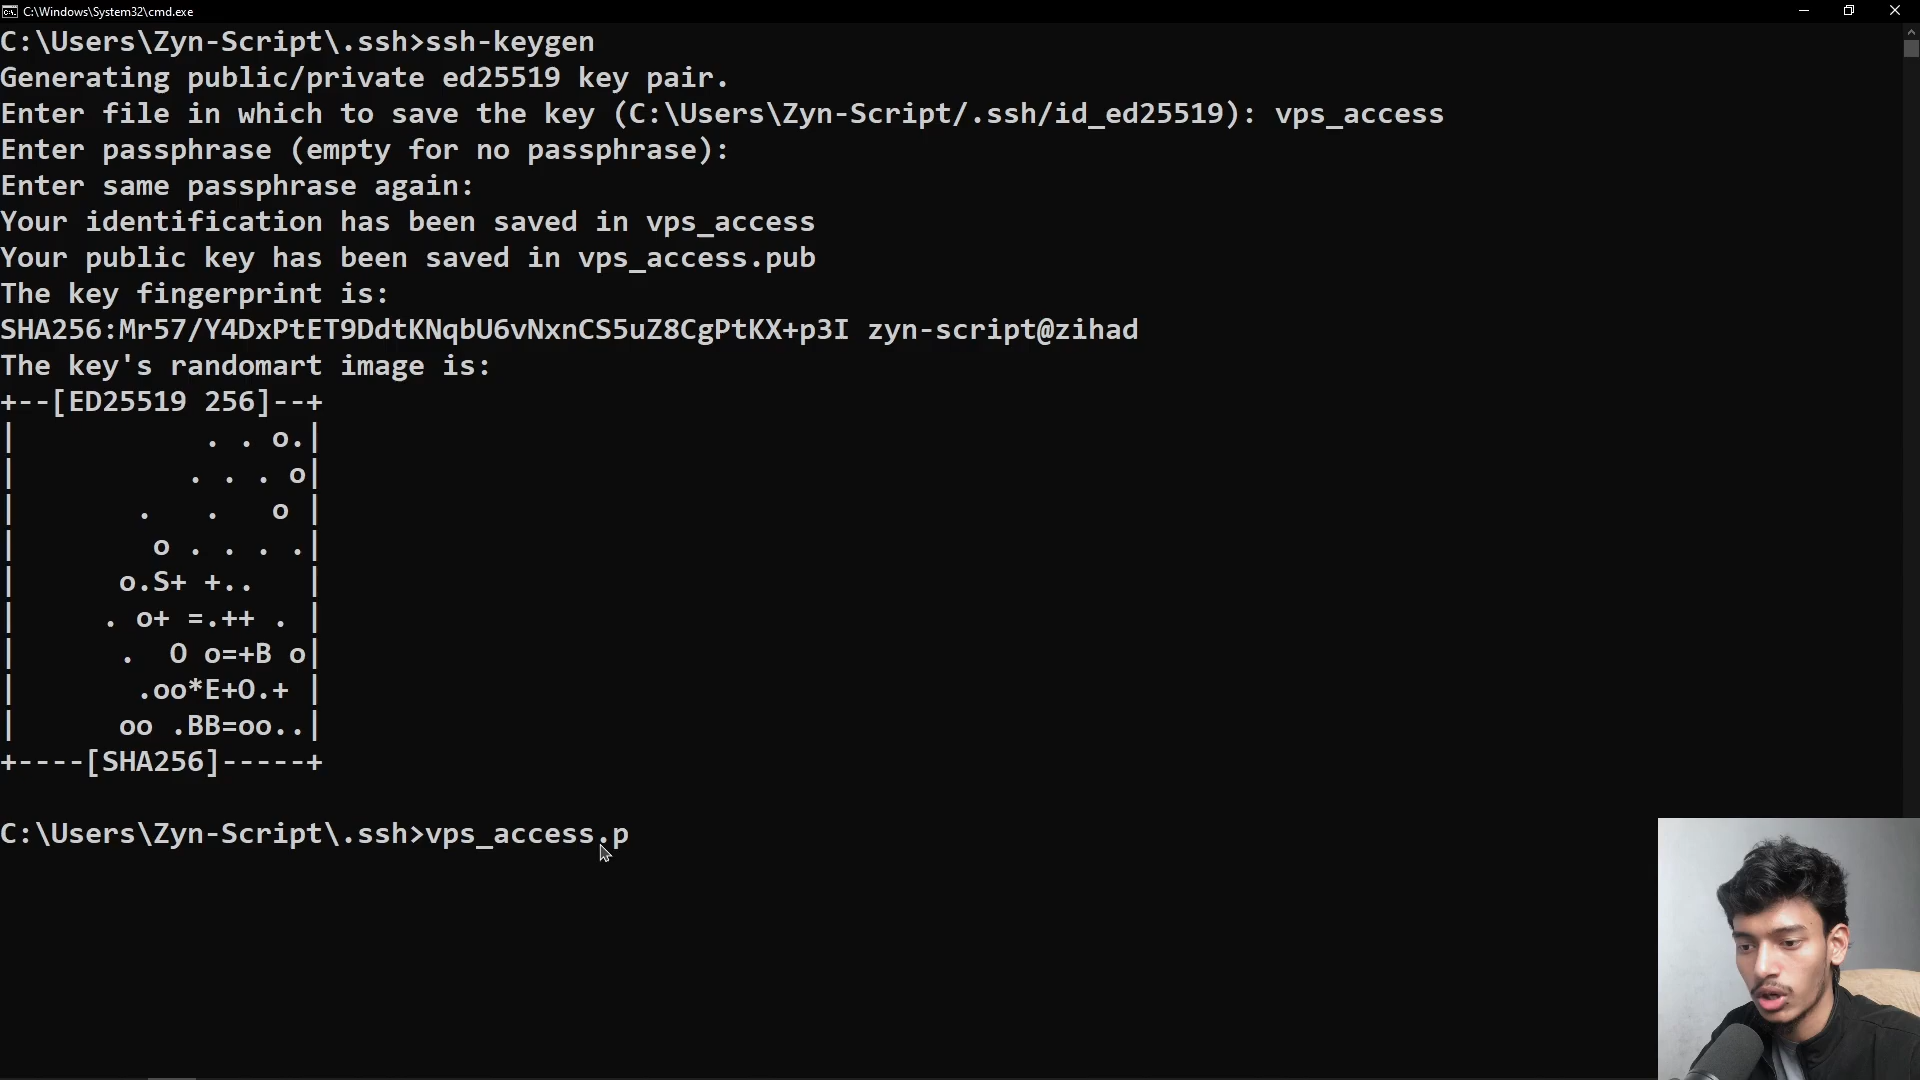 C:\Windows\System32\cmd.exe
C:\Users\Zyn-Script\.ssh>ssh-keygen
Generating public/private ed25519 key pair.
Enter file in which to save the key (C:\Users\Zyn-Script/.ssh/id_ed25519): vps_access
Enter passphrase (empty for no passphrase):
Enter same passphrase again:
Your identification has been saved in vps_access
Your public key has been saved in vps_access.pub
The key fingerprint is:
SHA256:Mr57/Y4DxPtET9DdtKNqbU6vNxnCS5uZ8CgPtKX+p3I zyn-script@zihad
The key's randomart image is:
+--[ED25519 256]--+
|            . . o.|
|           . . . o|
|        .   .   o |
|         o . . . .|
|       o.S+ +..   |
|      . o+ =.++ . |
|       .  O o=+B o|
|        .oo*E+O.+ |
|       oo .BB=oo..|
+----[SHA256]-----+
C:\Users\Zyn-Script\.ssh>vps_access.p